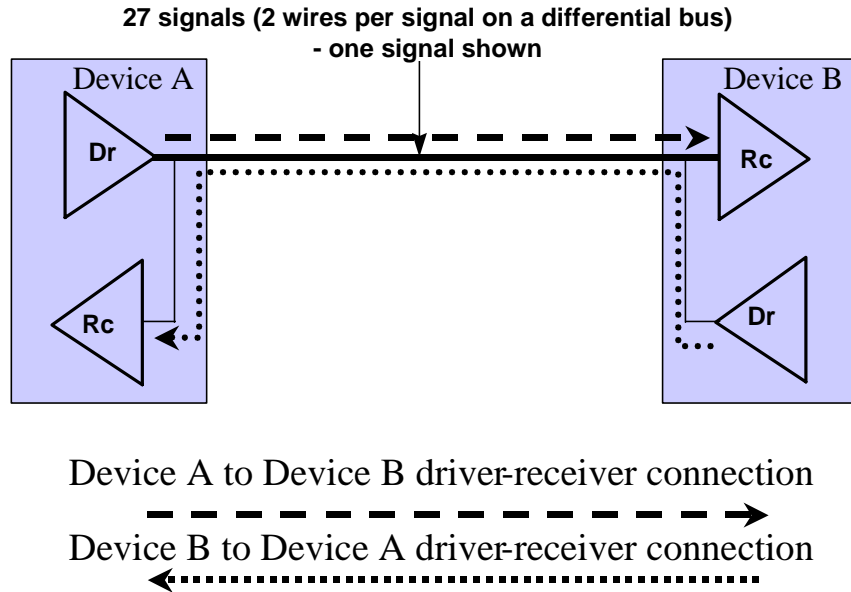 27 signals (2 wires per signal on a differential bus)
- one signal shown
Device A
Device B
Dr
Rc
Rc
Dr
Device A to Device B driver-receiver connection
Device B to Device A driver-receiver connection